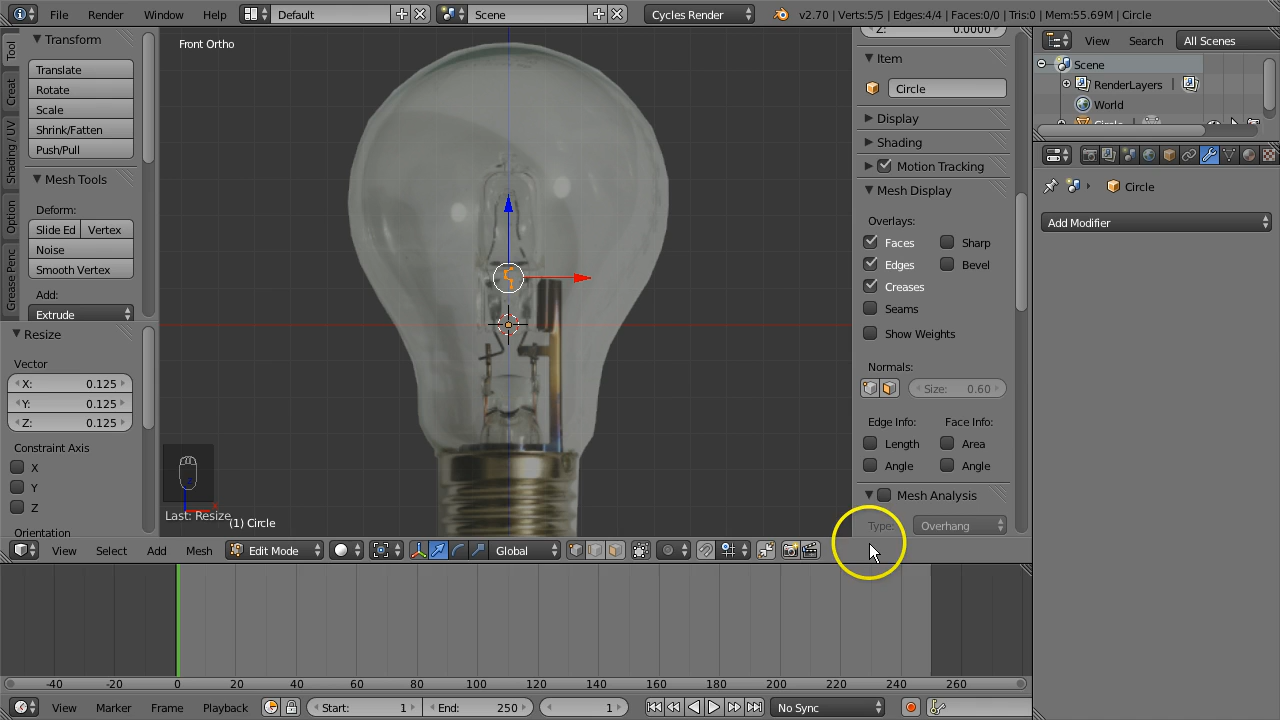 File Render Window Help Default Scene Cycles Render v2.70 | Verts:5/5 | Edges:4/4 | Faces:0/0 | Tris:0 | Mem:55.69M | Circle
Tool
Creat
Shading / UV
Option
Grease Penc
Transform
Translate
Rotate
Scale
Shrink/Fatten
Push/Pull
Mesh Tools
Deform:
Slide Ed Vertex
Noise
Smooth Vertex
Add:
Extrude
Resize
Vector
X: 0.125
Y: 0.125
Z: 0.125
Constraint Axis
X
Y
Z
Orientation
Front Ortho
Last: Resize
(1) Circle
Z: 0.0000
Item
Circle
Display
Shading
Motion Tracking
Mesh Display
Overlays:
Faces Sharp
Edges Bevel
Creases
Seams
Show Weights
Normals:
Size: 0.60
Edge Info: Face Info:
Length Area
Angle Angle
Mesh Analysis
Type: Overhang
View Search All Scenes
Scene
RenderLayers |
World
Circle
Circle
Add Modifier
View Select Add Mesh Edit Mode Global
-40 -20 0 20 40 60 80 100 120 140 160 180 200 220 240 260
View Marker Frame Playback Start: 1 End: 250 1 No Sync